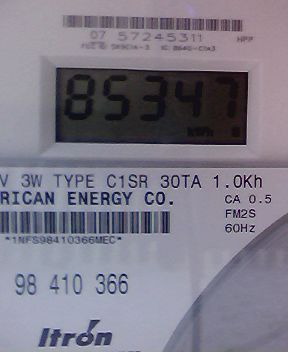 07 57245311
85347
kWh
V 3W TYPE C1SR 30TA 1.0Kh
RICAN ENERGY CO.
CA 0.5
FM2S
60Hz
*1NFS98410366MEC*
98 410 366
Itron